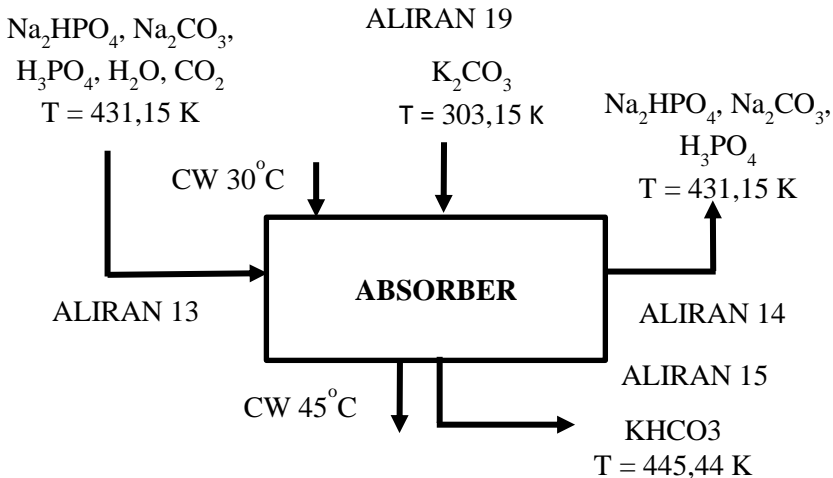 Na₂HPO₄, Na₂CO₃,
H₃PO₄, H₂O, CO₂
T = 431,15 K
ALIRAN 19
K₂CO₃
T = 303,15 K
Na₂HPO₄, Na₂CO₃,
H₃PO₄
T = 431,15 K
CW 30°C
ABSORBER
ALIRAN 13
ALIRAN 14
ALIRAN 15
CW 45°C
KHCO3
T = 445,44 K